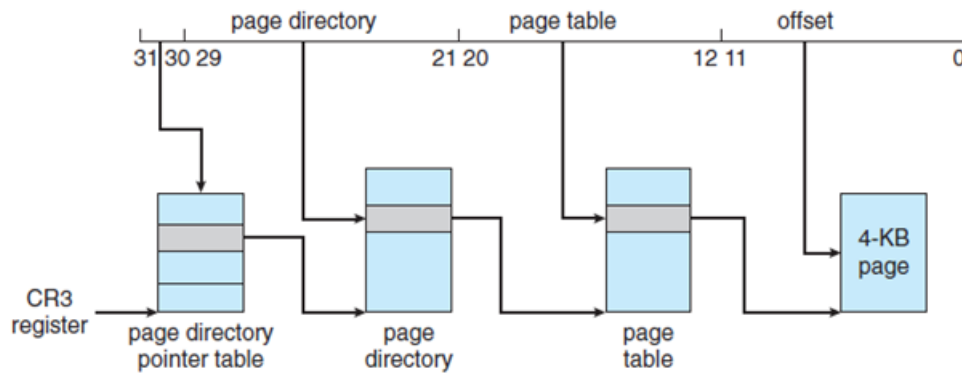 page directory page table offset
31 30 29 21 20 12 11 0
4-KB
page
CR3
register
page directory
pointer table
page
directory
page
table